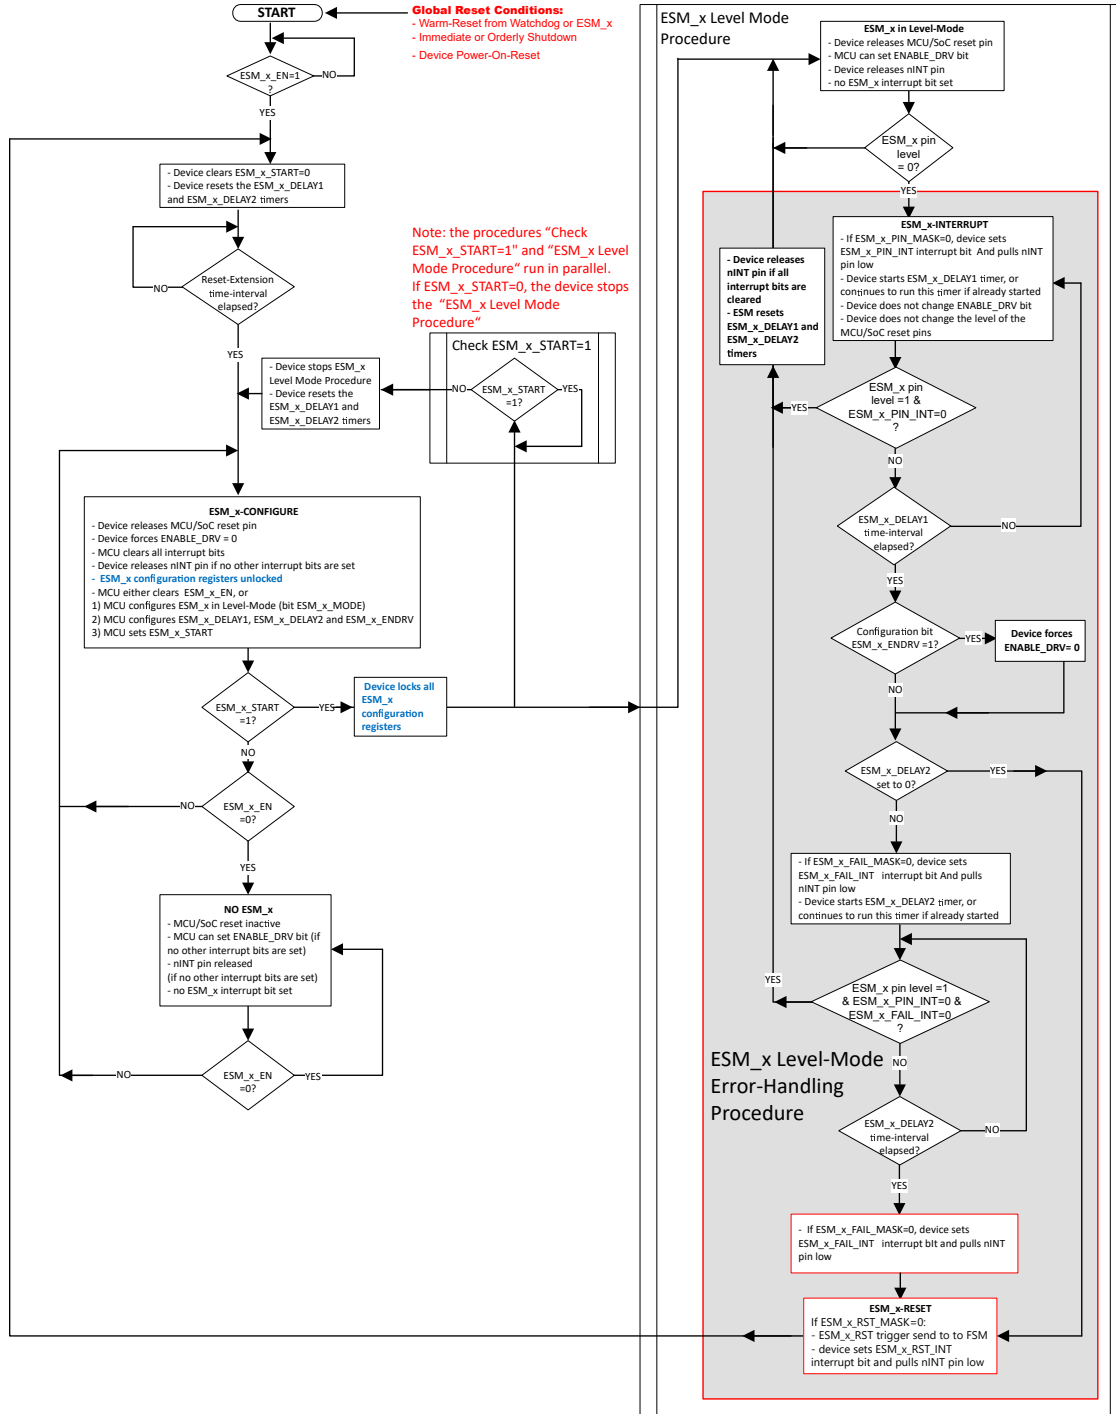 START
Global Reset Conditions:
- Warm-Reset from Watchdog or ESM_x
- Immediate or Orderly Shutdown
- Device Power-On-Reset
ESM_x_EN=1
?
NO
YES
- Device clears ESM_x_START=0
- Device resets the ESM_x_DELAY1
and ESM_x_DELAY2 timers
Reset-Extension
time-interval
elapsed?
NO
YES
Note: the procedures “Check
ESM_x_START=1" and “ESM_x Level
Mode Procedure“ run in parallel.
If ESM_x_START=0, the device stops
the “ESM_x Level Mode
Procedure“
Check ESM_x_START=1
ESM_x_START
=1?
NO
YES
- Device stops ESM_x
Level Mode Procedure
- Device resets the
ESM_x_DELAY1 and
ESM_x_DELAY2 timers
ESM_x-CONFIGURE
- Device releases MCU/SoC reset pin
- Device forces ENABLE_DRV = 0
- MCU clears all interrupt bits
- Device releases nINT pin if no other interrupt bits are set
- ESM_x configuration registers unlocked
- MCU either clears ESM_x_EN, or
1) MCU configures ESM_x in Level-Mode (bit ESM_x_MODE)
2) MCU configures ESM_x_DELAY1, ESM_x_DELAY2 and ESM_x_ENDRV
3) MCU sets ESM_x_START
ESM_x_START
=1?
YES
Device locks all
ESM_x
configuration
registers
NO
ESM_x_EN
=0?
NO
YES
NO ESM_x
- MCU/SoC reset inactive
- MCU can set ENABLE_DRV bit (if
no other interrupt bits are set)
- nINT pin released
(if no other interrupt bits are set)
- no ESM_x interrupt bit set
ESM_x_EN
=0?
NO
YES
ESM_x Level Mode
Procedure
ESM_x in Level-Mode
- Device releases MCU/SoC reset pin
- MCU can set ENABLE_DRV bit
- Device releases nINT pin
- no ESM_x interrupt bit set
ESM_x pin
level
= 0?
YES
ESM_x-INTERRUPT
- If ESM_x_PIN_MASK=0, device sets
ESM_x_PIN_INT interrupt bit And pulls nINT
pin low
- Device starts ESM_x_DELAY1 timer, or
continues to run this timer if already started
- Device does not change ENABLE_DRV bit
- Device does not change the level of the
MCU/SoC reset pins
- Device releases
nINT pin if all
interrupt bits are
cleared
- ESM resets
ESM_x_DELAY1 and
ESM_x_DELAY2
timers
ESM_x pin
level =1 &
ESM_x_PIN_INT=0
?
YES
NO
ESM_x_DELAY1
time-interval
elapsed?
NO
YES
Configuration bit
ESM_x_ENDRV =1?
YES
Device forces
ENABLE_DRV= 0
NO
ESM_x_DELAY2
set to 0?
YES
NO
- If ESM_x_FAIL_MASK=0, device sets
ESM_x_FAIL_INT interrupt bit And pulls
nINT pin low
- Device starts ESM_x_DELAY2 timer, or
continues to run this timer if already started
ESM_x pin level =1
& ESM_x_PIN_INT=0 &
ESM_x_FAIL_INT=0
?
YES
NO
ESM_x Level-Mode
Error-Handling
Procedure
ESM_x_DELAY2
time-interval
elapsed?
NO
YES
- If ESM_x_FAIL_MASK=0, device sets
ESM_x_FAIL_INT interrupt bIt and pulls nINT
pin low
ESM_x-RESET
If ESM_x_RST_MASK=0:
- ESM_x_RST trigger send to to FSM
- device sets ESM_x_RST_INT
interrupt bit and pulls nINT pin low